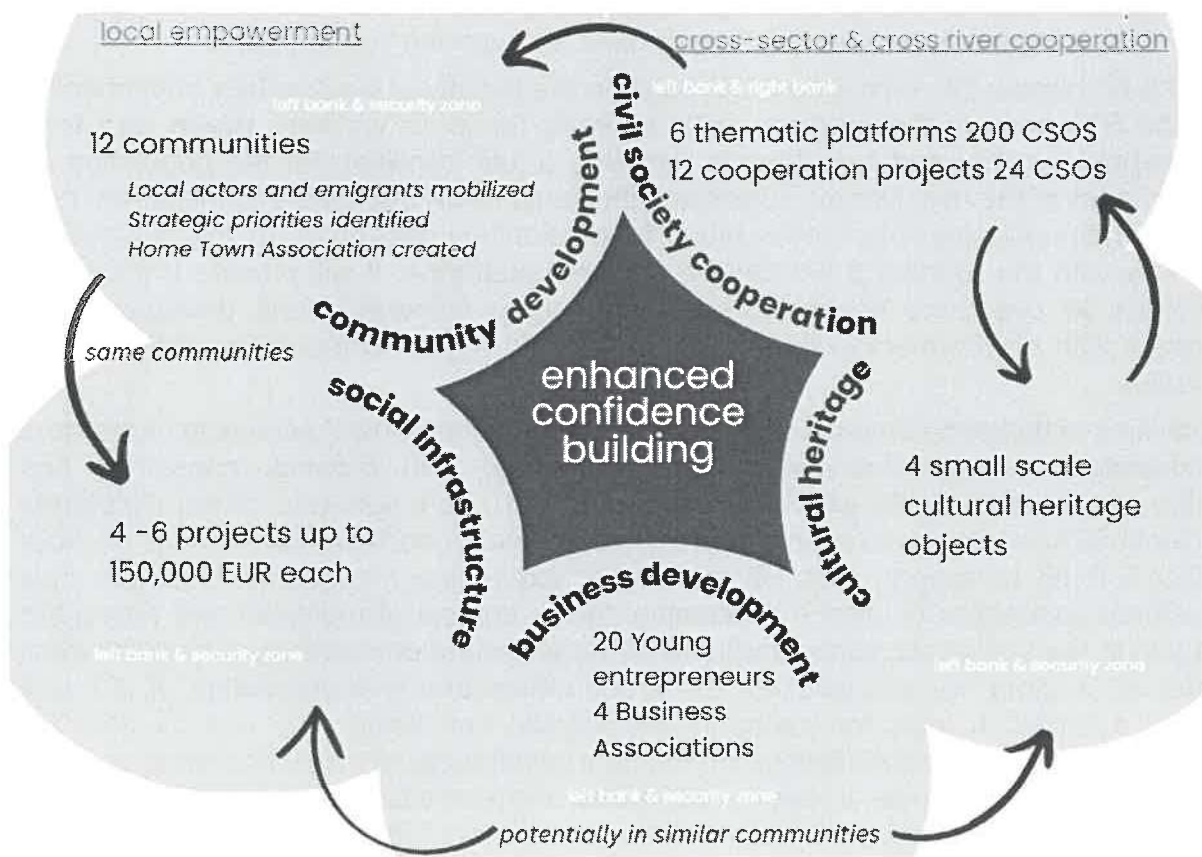 local empowerment
cross-sector & cross river cooperation
left bank & security zone
left bank & right bank
12 communities
Local actors and emigrants mobilized
Strategic priorities identified
Home Town Association created
6 thematic platforms 200 CSOS
12 cooperation projects 24 CSOs
community development
civil society cooperation
same communities
enhanced
confidence
building
social infrastructure
cultural heritage
4 -6 projects up to
150,000 EUR each
4 small scale
cultural heritage
objects
business development
20 Young
entrepreneurs
4 Business
Associations
left bank & security zone
left bank & security zone
left bank & security zone
potentially in similar communities